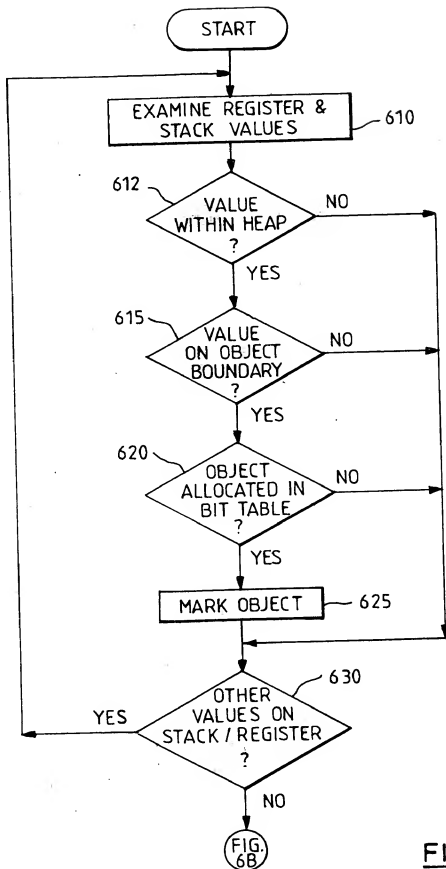 START
EXAMINE REGISTER &
STACK VALUES
610
612
VALUE
WITHIN HEAP
?
NO
YES
615
VALUE
ON OBJECT
BOUNDARY
?
NO
YES
620
OBJECT
ALLOCATED IN
BIT TABLE
?
NO
YES
MARK OBJECT
625
630
OTHER
VALUES ON
STACK / REGISTER
?
YES
NO
FIG.
6B